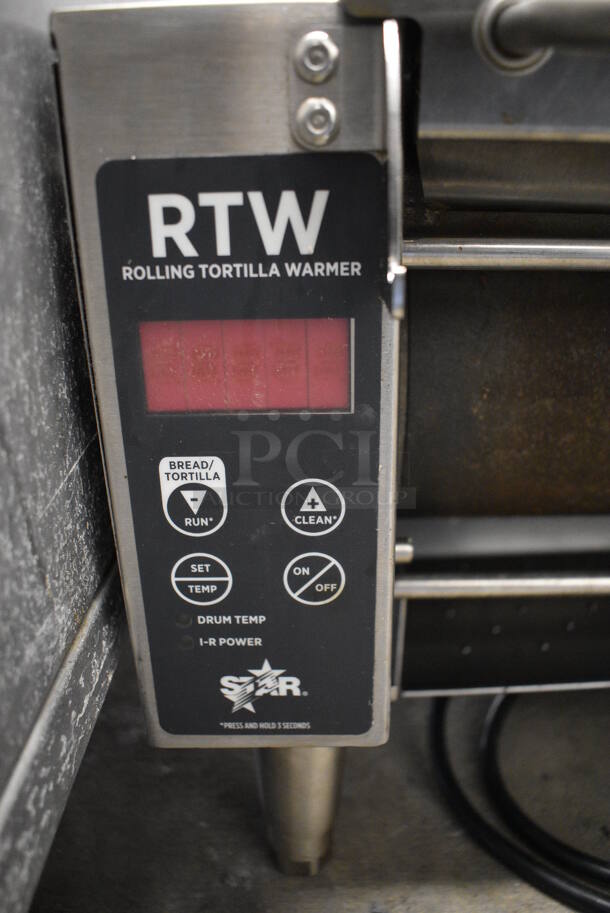 RTW
ROLLING TORTILLA WARMER
PCI
AUCTION GROUP
BREAD/
TORTILLA
-
RUN*
+
CLEAN*
SET
TEMP
ON
OFF
DRUM TEMP
I-R POWER
STAR®
*PRESS AND HOLD 3 SECONDS